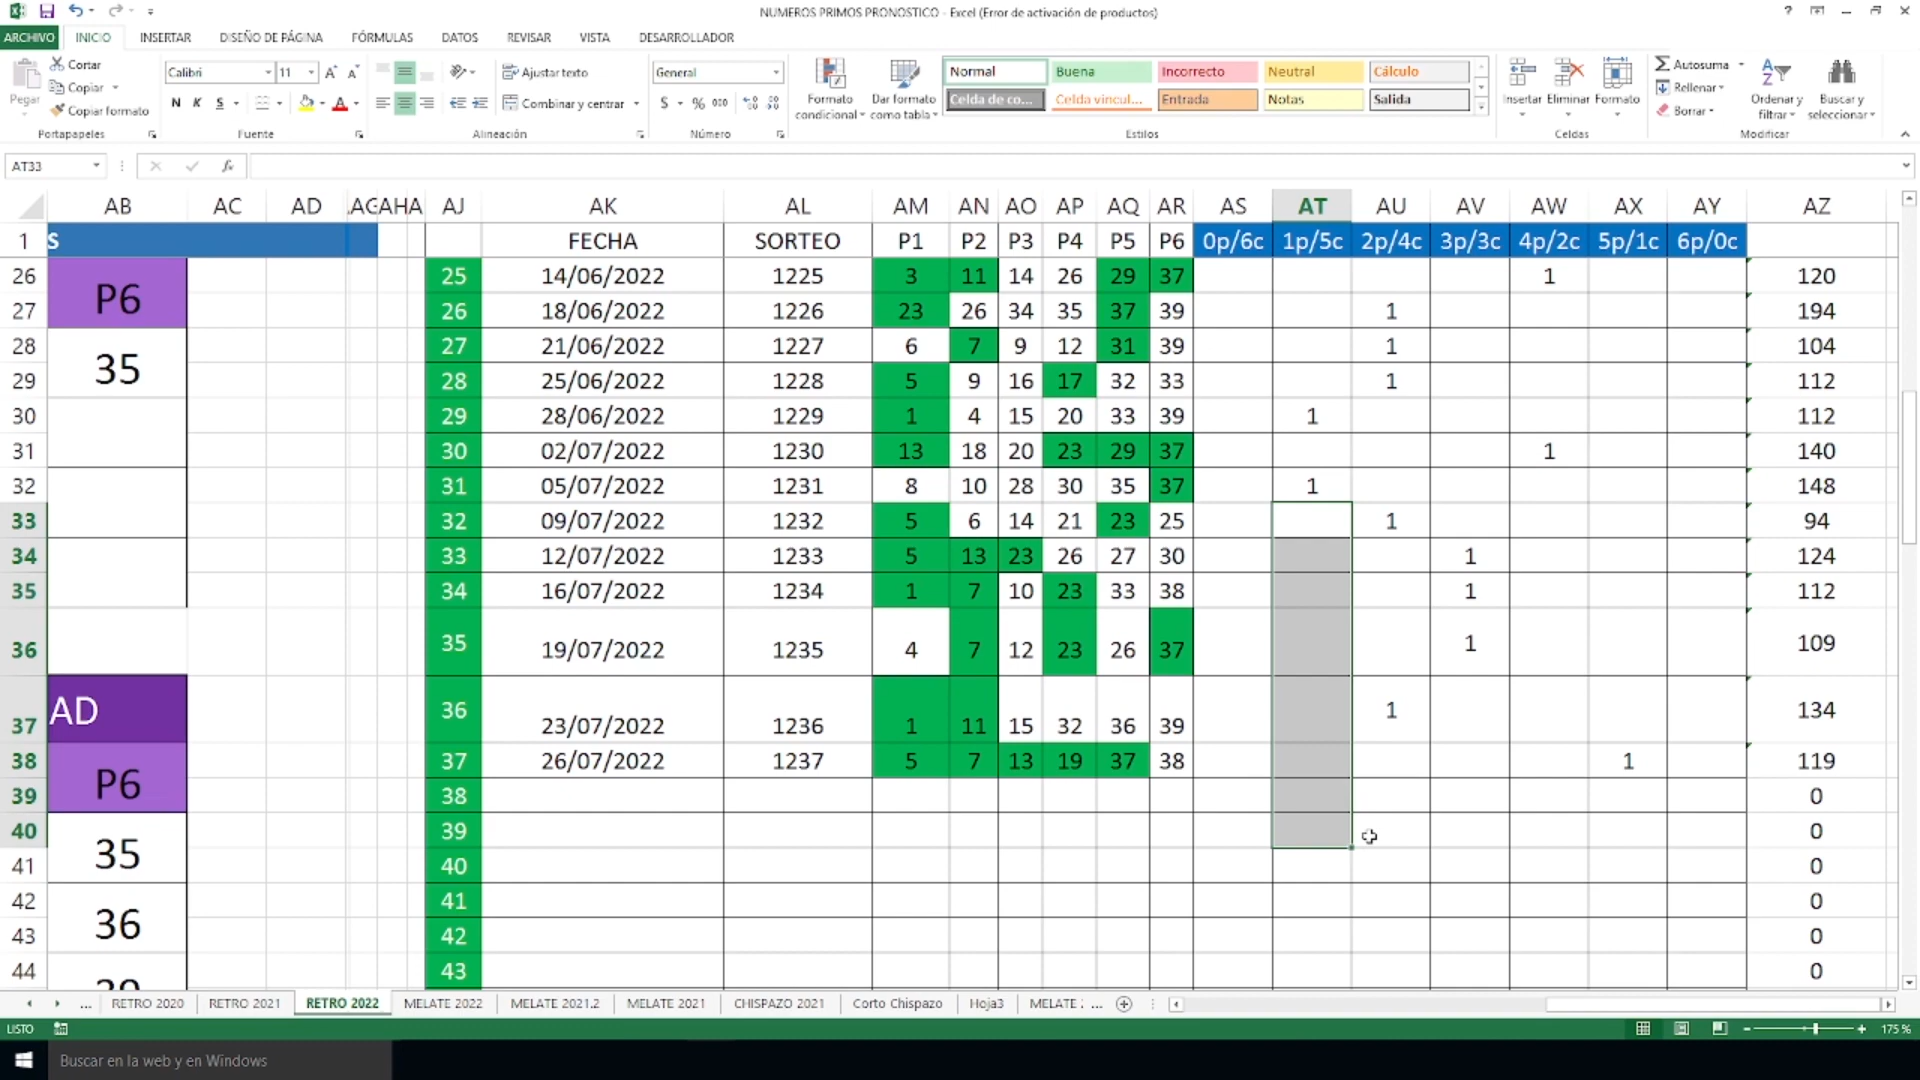 NUMEROS PRIMOS PRONOSTICO - Excel (Error de activación de productos)
ARCHIVO INICIO INSERTAR DISEÑO DE PÁGINA FÓRMULAS DATOS REVISAR VISTA DESARROLLADOR
Pegar Cortar Copiar Copiar formato Portapapeles
Calibri 11 N K S Fuente
Ajustar texto Combinar y centrar Alineación
General $ % 000 Número
Formato condicional Dar formato como tabla
Normal Buena Incorrecto Neutral Cálculo
Celda de co... Celda vincul... Entrada Notas Salida
Estilos
Insertar Eliminar Formato Celdas
Autosuma Rellenar Borrar Ordenar y filtrar Buscar y seleccionar Modificar
AT33 fx
AB AC AD AG AH A AJ AK AL AM AN AO AP AQ AR AS AT AU AV AW AX AY AZ
1 S FECHA SORTEO P1 P2 P3 P4 P5 P6 0p/6c 1p/5c 2p/4c 3p/3c 4p/2c 5p/1c 6p/0c
26 P6 25 14/06/2022 1225 3 11 14 26 29 37 1 120
27 26 18/06/2022 1226 23 26 34 35 37 39 1 194
28 35 27 21/06/2022 1227 6 7 9 12 31 39 1 104
29 28 25/06/2022 1228 5 9 16 17 32 33 1 112
30 29 28/06/2022 1229 1 4 15 20 33 39 1 112
31 30 02/07/2022 1230 13 18 20 23 29 37 1 140
32 31 05/07/2022 1231 8 10 28 30 35 37 1 148
33 32 09/07/2022 1232 5 6 14 21 23 25 1 94
34 33 12/07/2022 1233 5 13 23 26 27 30 1 124
35 34 16/07/2022 1234 1 7 10 23 33 38 1 112
36 35 19/07/2022 1235 4 7 12 23 26 37 1 109
37 AD 36 23/07/2022 1236 1 11 15 32 36 39 1 134
38 P6 37 26/07/2022 1237 5 7 13 19 37 38 1 119
39 38 0
40 35 39 0
41 40 0
42 36 41 0
43 42 0
44 39 43 0
... RETRO 2020 RETRO 2021 RETRO 2022 MELATE 2022 MELATE 2021.2 MELATE 2021 CHISPAZO 2021 Corto Chispazo Hoja3 MELATE : ...
LISTO 175 %
Buscar en la web y en Windows